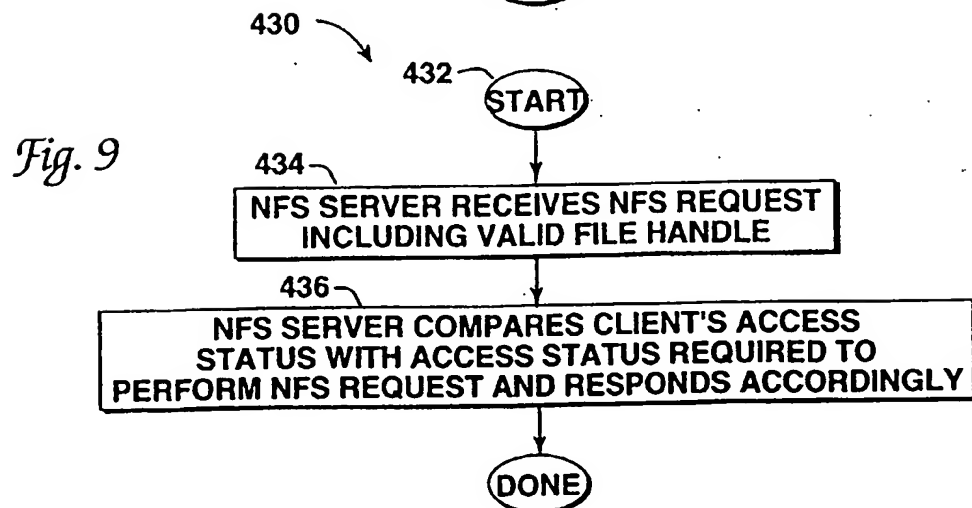 430
432
START
Fig. 9
434
NFS SERVER RECEIVES NFS REQUEST
INCLUDING VALID FILE HANDLE
436
NFS SERVER COMPARES CLIENT'S ACCESS
STATUS WITH ACCESS STATUS REQUIRED TO
PERFORM NFS REQUEST AND RESPONDS ACCORDINGLY
DONE